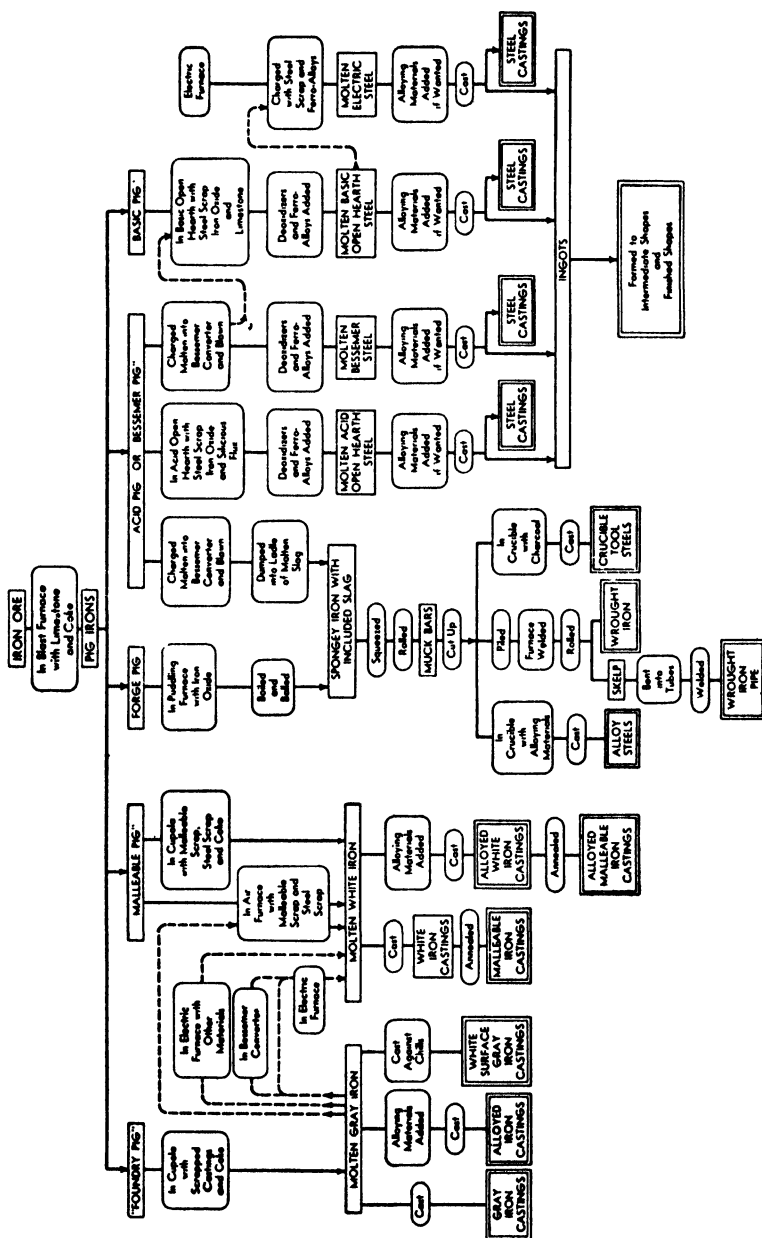 IRON ORE
In Blast Furnace
with Limestone
and Coke
PIG IRONS
"FOUNDRY PIG"
In Cupola
with
Scrapped
Castings
and Coke
MOLTEN GRAY IRON
Cast
GRAY
IRON
CASTINGS
Alloying
Materials
Added
Cast
ALLOYED
IRON
CASTINGS
Cast
Against
Chills
WHITE
SURFACE
GRAY
IRON
CASTINGS
In Electric
Furnace with
Other
Materials
In Bessemer
Converter
In Electric
Furnace
MALLEABLE PIG"
In Air
Furnace
with
Malleable
Scrap and
Steel
Scrap
In Cupola
with Malleable
Scrap,
Steel Scrap
and Coke
MOLTEN WHITE IRON
Cast
WHITE
IRON
CASTINGS
Annealed
MALLEABLE
IRON
CASTINGS
Alloying
Materials
Added
Cast
ALLOYED
WHITE
IRON
CASTINGS
Annealed
ALLOYED
MALLEABLE
IRON
CASTINGS
FORGE PIG
In Puddling
Furnace
with Iron
Oxide
Boiled
and
Balled
ACID PIG OR BESSEMER PIG"
Charged
Molten into
Bessemer
Converter
and Blown
Dumped
into Ladle
of Molten
Slag
SPONGEY IRON WITH
INCLUDED SLAG
Squeezed
Rolled
MUCK BARS
Cut Up
In
Crucible
with
Alloying
Materials
Cast
ALLOY
STEELS
Piled
Furnace
Welded
Rolled
SKELP
Bent
into
Tubes
Welded
WROUGHT
IRON
PIPE
WROUGHT
IRON
In
Crucible
with
Charcoal
Cast
CRUCIBLE
TOOL
STEELS
In Acid Open
Hearth with
Steel Scrap
Iron Oxide
and Silicious
Flux
Deoxidizers
and Ferro-
Alloys Added
MOLTEN ACID
OPEN HEARTH
STEEL
Alloying
Materials
Added
if Wanted
Cast
STEEL
CASTINGS
Charged
Molten into
Bessemer
Converter
and Blown
Deoxidizers
and Ferro-
Alloys Added
MOLTEN
BESSEMER
STEEL
Alloying
Materials
Added
if Wanted
Cast
STEEL
CASTINGS
BASIC PIG"
In Basic Open
Hearth with
Steel Scrap
Iron Oxide
and
Limestone
Deoxidizers
and Ferro-
Alloys Added
MOLTEN BASIC
OPEN HEARTH
STEEL
Alloying
Materials
Added
if Wanted
Cast
STEEL
CASTINGS
Electric
Furnace
Charged
with Steel
Scrap and
Ferro-Alloys
MOLTEN
ELECTRIC
STEEL
Alloying
Materials
Added
if Wanted
Cast
STEEL
CASTINGS
INGOTS
Formed to
Intermediate Shapes
and
Finished Shapes